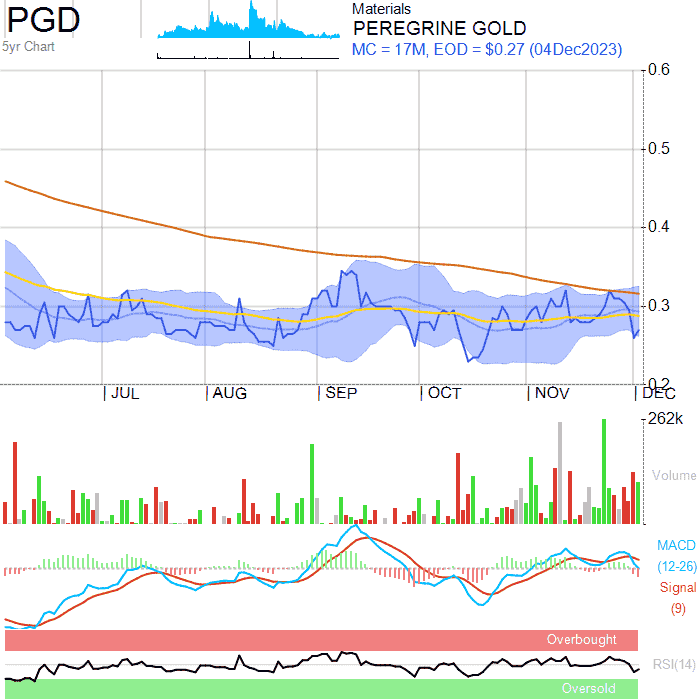 PGD
5yr Chart
Materials
PEREGRINE GOLD
MC = 17M, EOD = $0.27 (04Dec2023)
0.6
0.5
0.4
0.3
0.2
JUL AUG SEP OCT NOV DEC
262k
Volume
MACD
(12-26)
Signal
(9)
Overbought
RSI(14)
Oversold